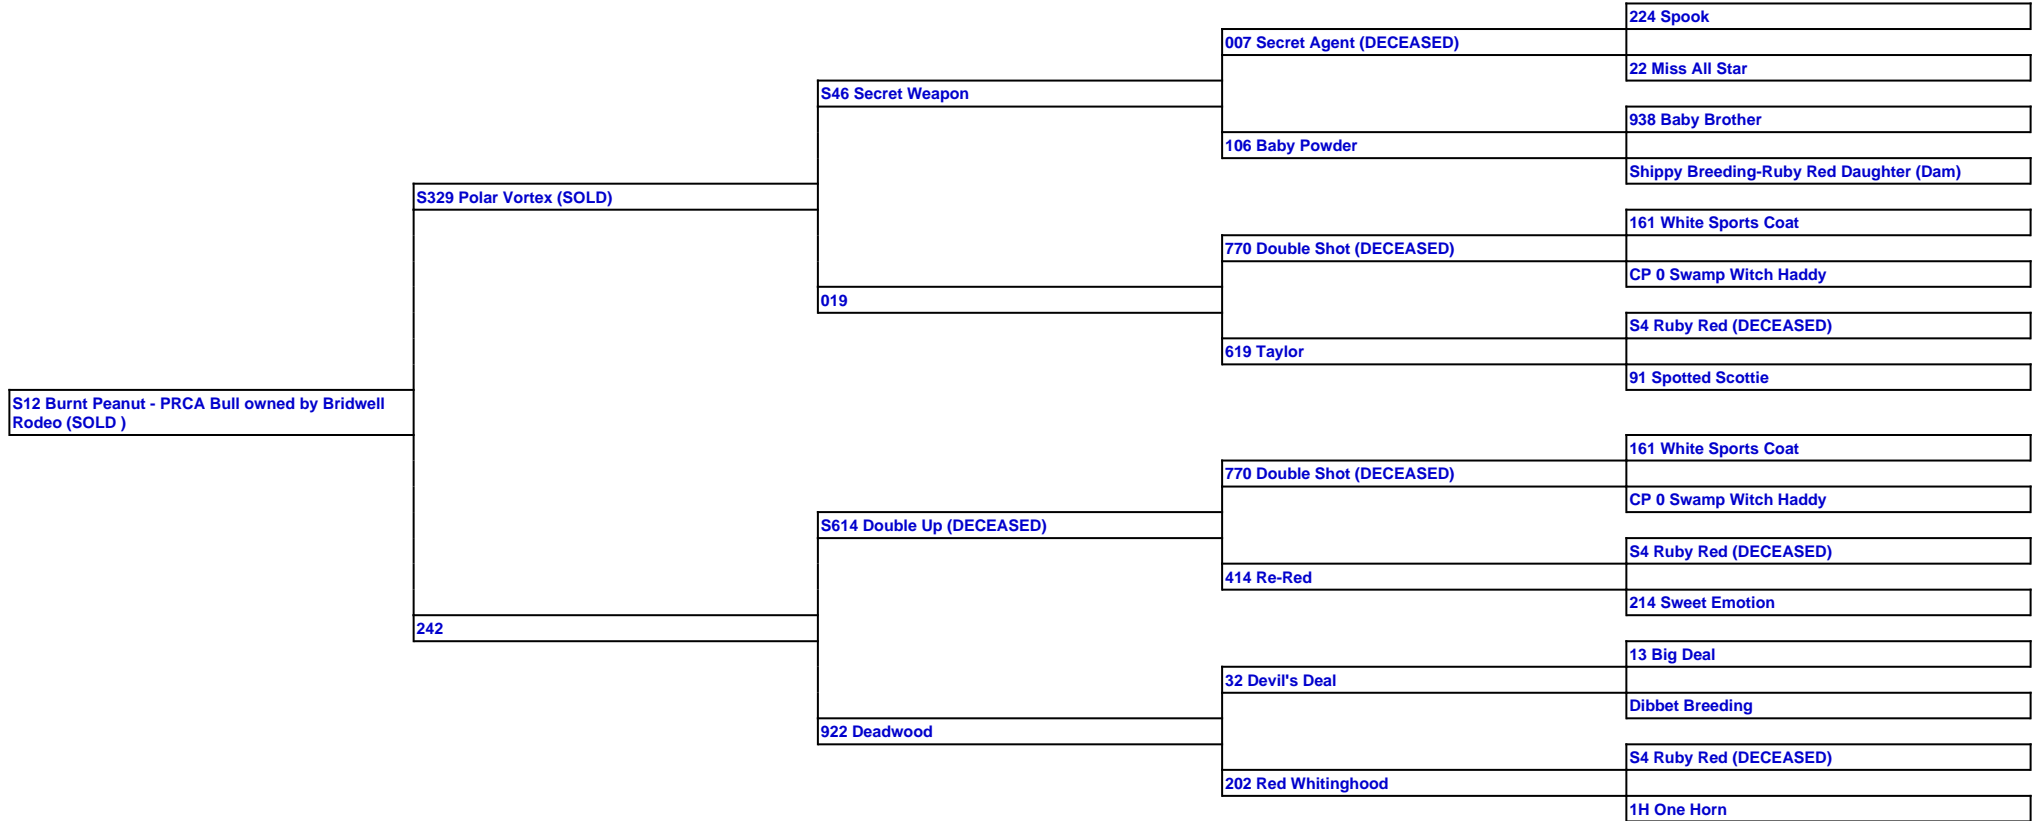 224 Spook
007 Secret Agent (DECEASED)
22 Miss All Star
S46 Secret Weapon
938 Baby Brother
106 Baby Powder
Shippy Breeding-Ruby Red Daughter (Dam)
S329 Polar Vortex (SOLD)
161 White Sports Coat
770 Double Shot (DECEASED)
CP 0 Swamp Witch Haddy
019
S4 Ruby Red (DECEASED)
619 Taylor
91 Spotted Scottie
S12 Burnt Peanut - PRCA Bull owned by Bridwell
Rodeo (SOLD )
161 White Sports Coat
770 Double Shot (DECEASED)
CP 0 Swamp Witch Haddy
S614 Double Up (DECEASED)
S4 Ruby Red (DECEASED)
414 Re-Red
214 Sweet Emotion
242
13 Big Deal
32 Devil's Deal
Dibbet Breeding
922 Deadwood
S4 Ruby Red (DECEASED)
202 Red Whitinghood
1H One Horn